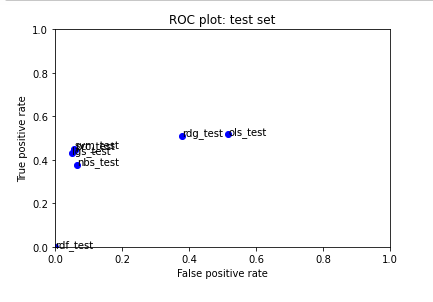 ROC plot: test set
1.0
0.8
0.6
0.4
0.2
0.0
True positive rate
rdg_test
ols_test
nbs_test
rdf_test
0.0
0.2
0.4
0.6
0.8
1.0
False positive rate